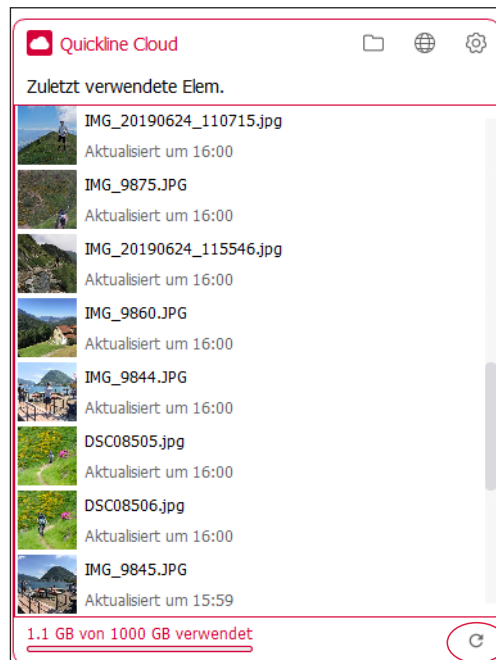 Quickline Cloud
Zuletzt verwendete Elem.
IMG_20190624_110715.jpg
Aktualisiert um 16:00
IMG_9875.JPG
Aktualisiert um 16:00
IMG_20190624_115546.jpg
Aktualisiert um 16:00
IMG_9860.JPG
Aktualisiert um 16:00
IMG_9844.JPG
Aktualisiert um 16:00
DSC08505.jpg
Aktualisiert um 16:00
DSC08506.jpg
Aktualisiert um 16:00
IMG_9845.JPG
Aktualisiert um 15:59
1.1 GB von 1000 GB verwendet